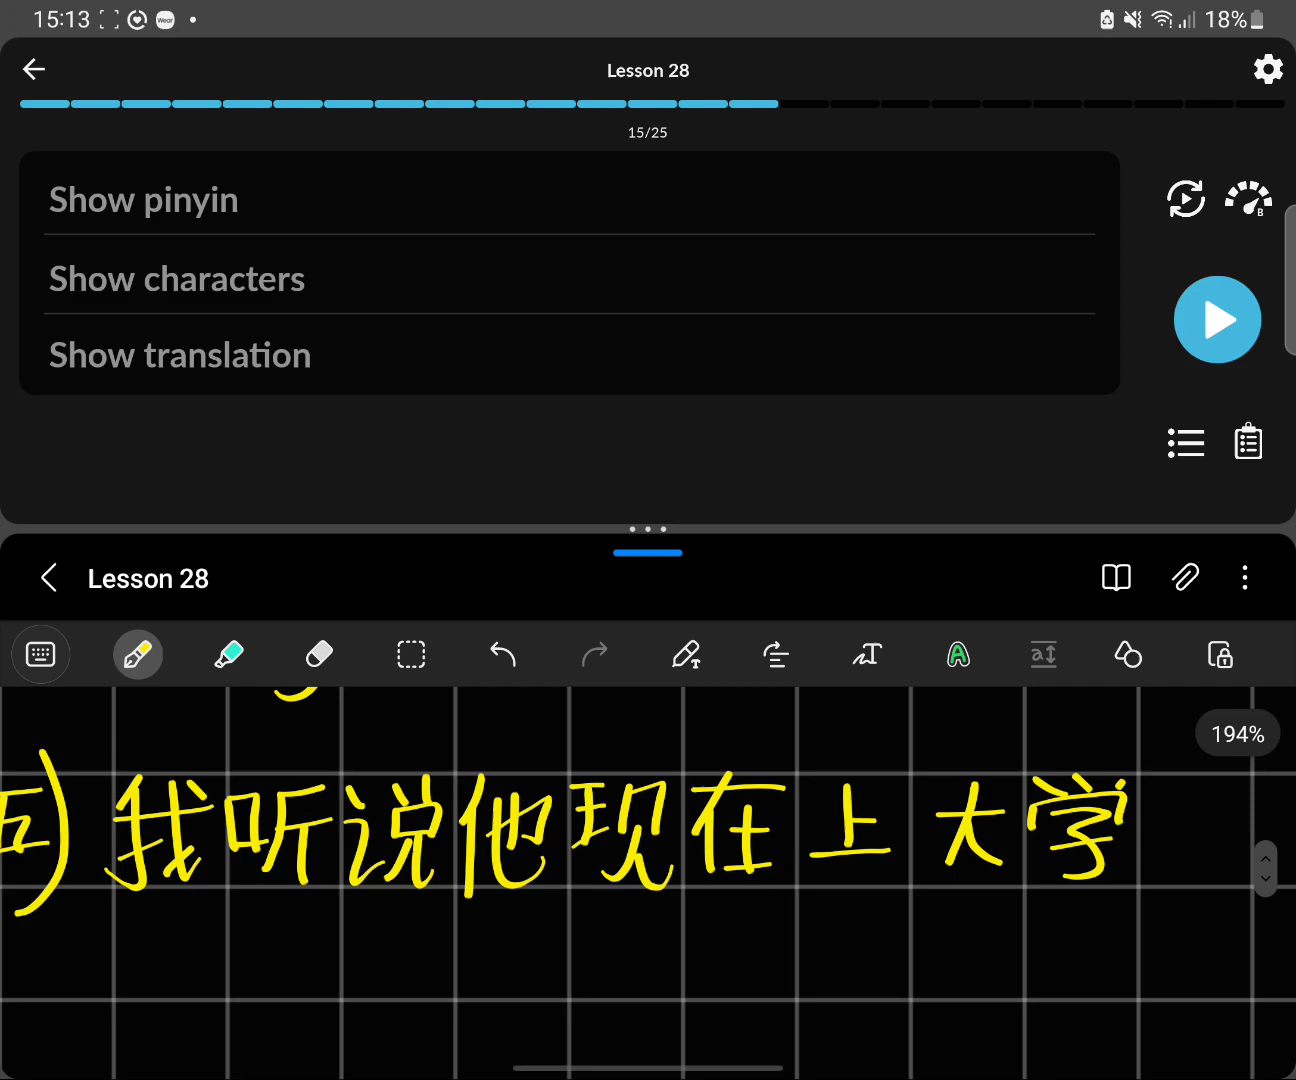 15:13
Wear
18%
Lesson 28
15/25
Show pinyin
B
Show characters
Show translation
Lesson 28
T
T
A
a
194%
) 我听说他现在上大学